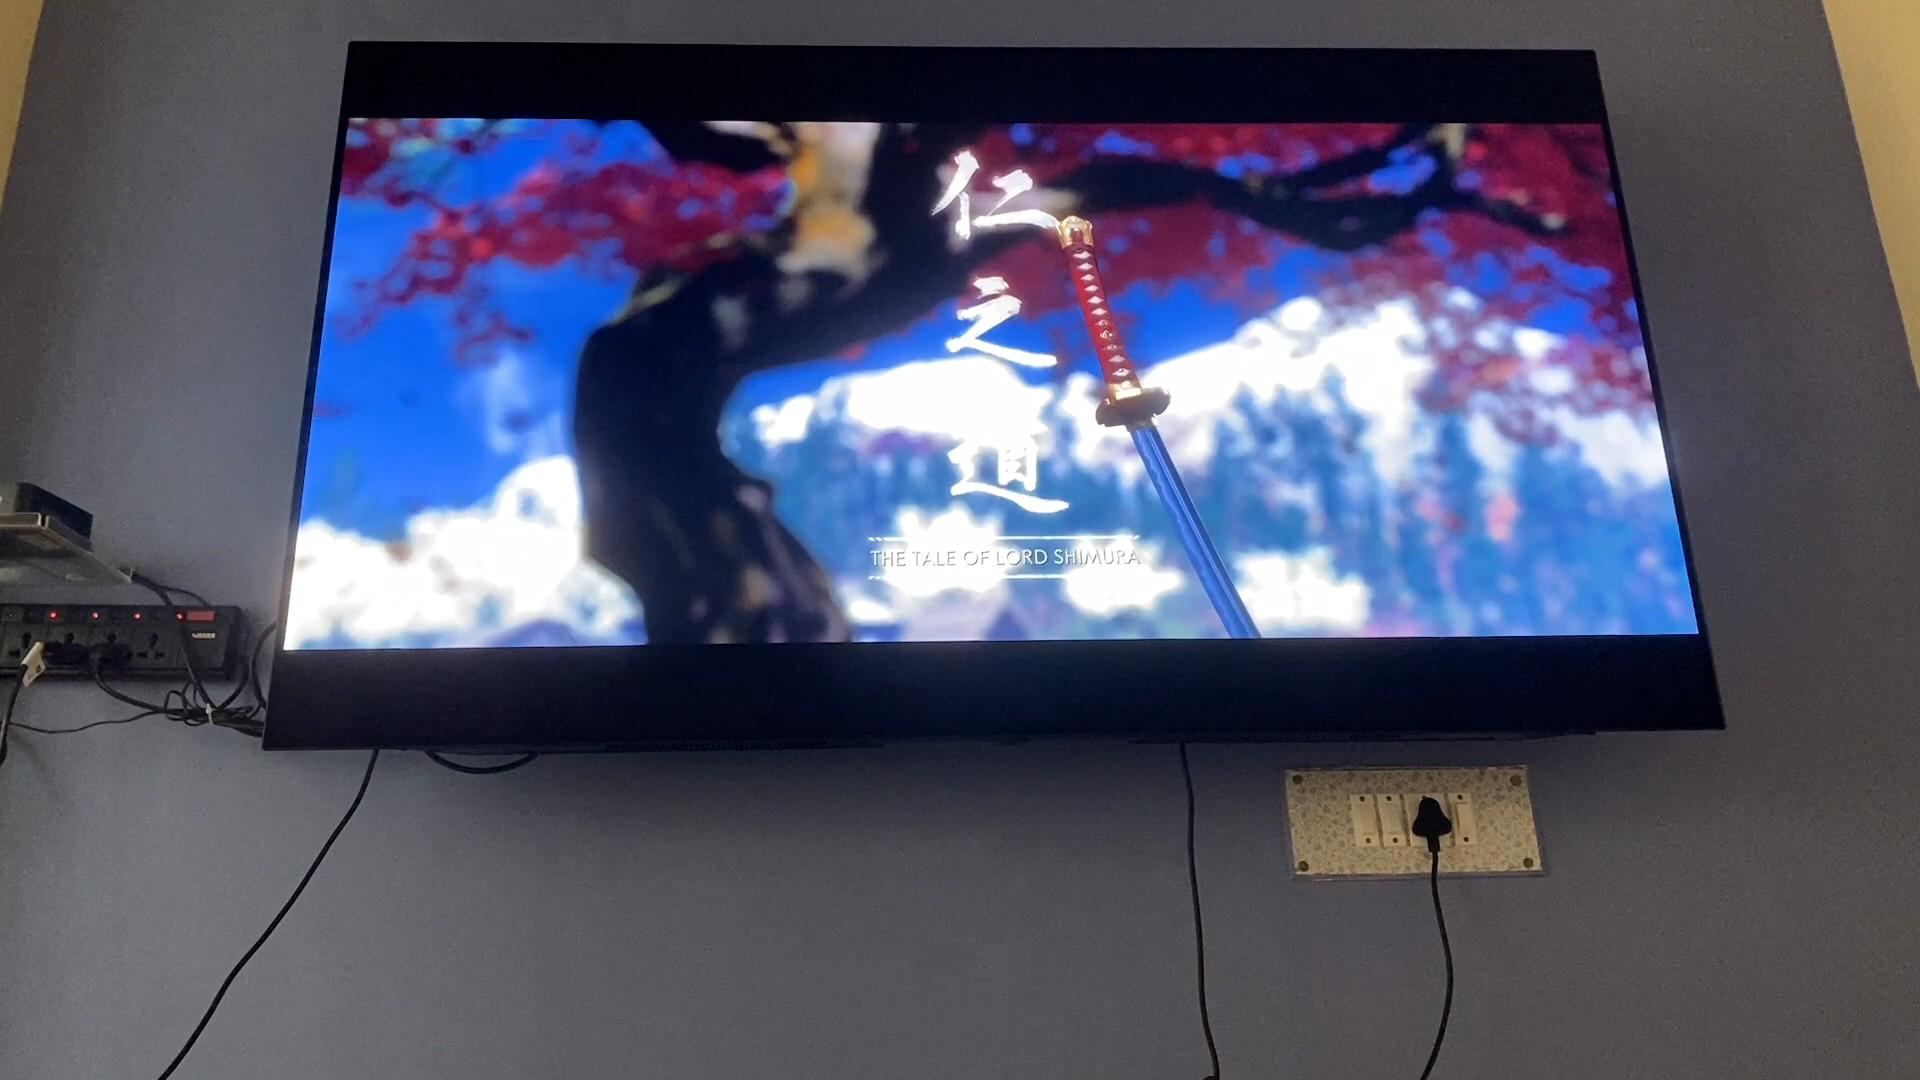 仁
之
道
THE TALE OF LORD SHIMURA